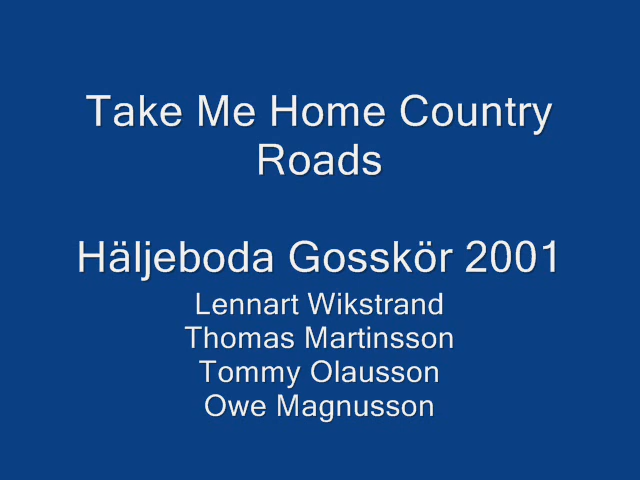 Take Me Home Country
Roads
Häljeboda Gosskör 2001
Lennart Wikstrand
Thomas Martinsson
Tommy Olausson
Owe Magnusson